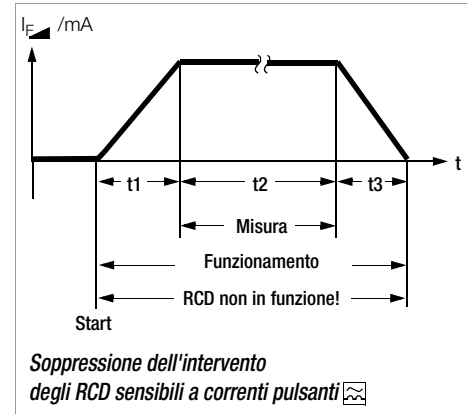 I_F /mA
t
t1 t2 t3
Misura
Funzionamento
RCD non in funzione!
Start
Soppressione dell'intervento
degli RCD sensibili a correnti pulsanti